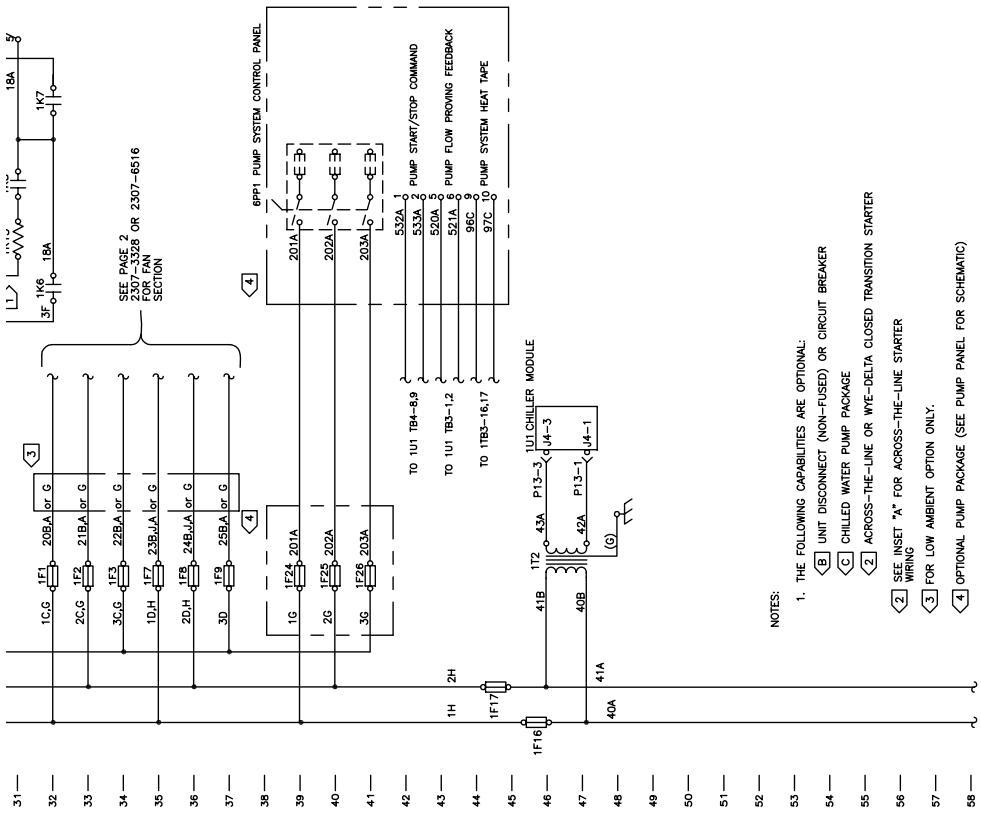 31
32
33
34
35
36
37
38
39
40
41
42
43
44
45
46
47
48
49
50
51
52
53
54
55
56
57
58
18A
1K7
3F
1K6
18A
SEE PAGE 2
2307-3328 OR 2307-6516
FOR FAN
SECTION
3
1C,G
1F1
20B,A or G
2C,G
1F2
21B,A or G
3C,G
1F3
22B,A or G
1D,H
1F7
23B,J,A or G
2D,H
1F8
24B,J,A or G
3D
1F9
25B,A or G
4
1G
1F24
201A
2G
1F25
202A
3G
1F26
203A
4
6PP1 PUMP SYSTEM CONTROL PANEL
201A
202A
203A
532A 1
533A 2
PUMP START/STOP COMMAND
520A 5
521A 6
PUMP FLOW PROVING FEEDBACK
96C 9
97C 10
PUMP SYSTEM HEAT TAPE
TO 1U1 TB4-8,9
TO 1U1 TB3-1,2
TO 1TB3-16,17
2H
1H
1F17
1F16
41A
40A
41B
40B
1T2
43A
42A
(G)
P13-3
P13-1
1U1 CHILLER MODULE
J4-3
J4-1
NOTES:
1. THE FOLLOWING CAPABILITIES ARE OPTIONAL:
B UNIT DISCONNECT (NON-FUSED) OR CIRCUIT BREAKER
C CHILLED WATER PUMP PACKAGE
2 ACROSS-THE-LINE OR WYE-DELTA CLOSED TRANSITION STARTER
2 SEE INSET "A" FOR ACROSS-THE-LINE STARTER
WIRING
3 FOR LOW AMBIENT OPTION ONLY.
4 OPTIONAL PUMP PACKAGE (SEE PUMP PANEL FOR SCHEMATIC)